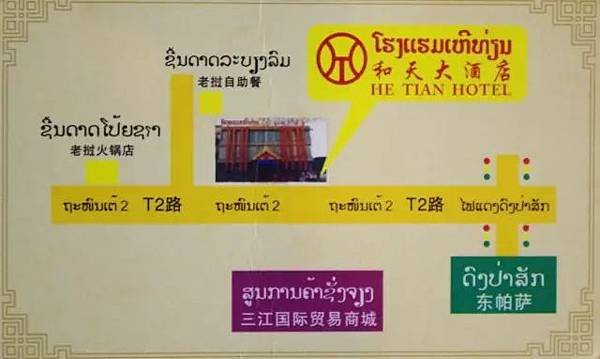 ໂຮງແຮມເຫີທ່ຽນ
和天大酒店
HE TIAN HOTEL
ຊີ້ນດາດລະບຽງລົມ
老挝自助餐
ຊີ້ນດາດໂປ້ຍຊຽາ
老挝火锅店
ຖະໜົນເຕ້ 2 T2路 ຖະໜົນເຕ້ 2 ຖະໜົນເຕ້ 2 T2路 ໄຟແດງດົງປ່າສັກ
ສູນການຄ້າຊັ່ງຈຽງ
三江国际贸易商城
ດົງປ່າສັກ
东帕萨